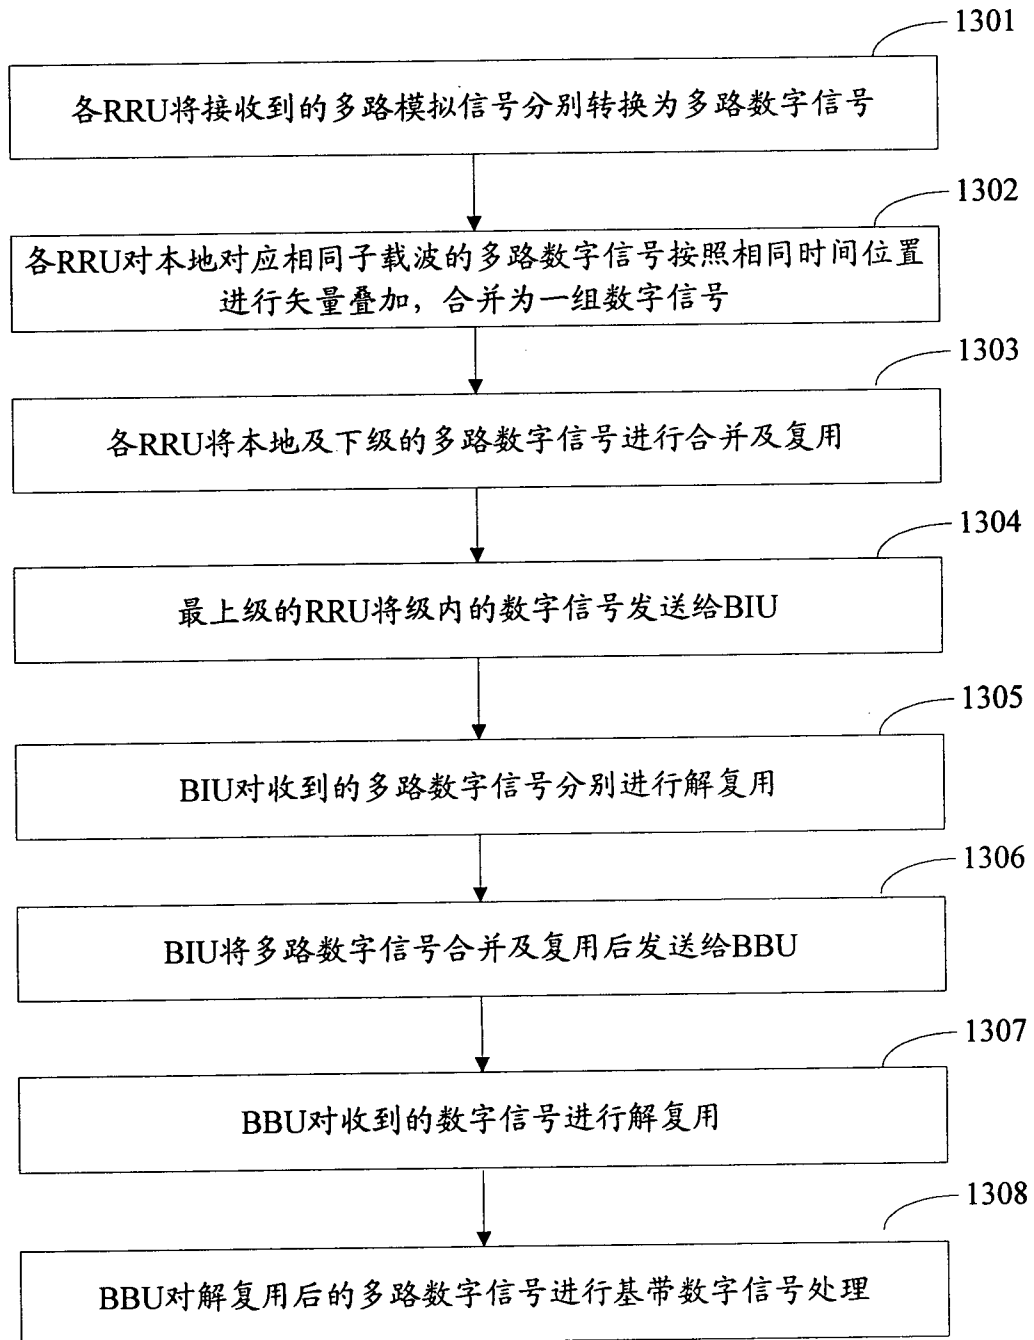 1301
各RRU将接收到的多路模拟信号分别转换为多路数字信号
1302
各RRU对本地对应相同子载波的多路数字信号按照相同时间位置
进行矢量叠加，合并为一组数字信号
1303
各RRU将本地及下级的多路数字信号进行合并及复用
1304
最上级的RRU将级内的数字信号发送给BIU
1305
BIU对收到的多路数字信号分别进行解复用
1306
BIU将多路数字信号合并及复用后发送给BBU
1307
BBU对收到的数字信号进行解复用
1308
BBU对解复用后的多路数字信号进行基带数字信号处理